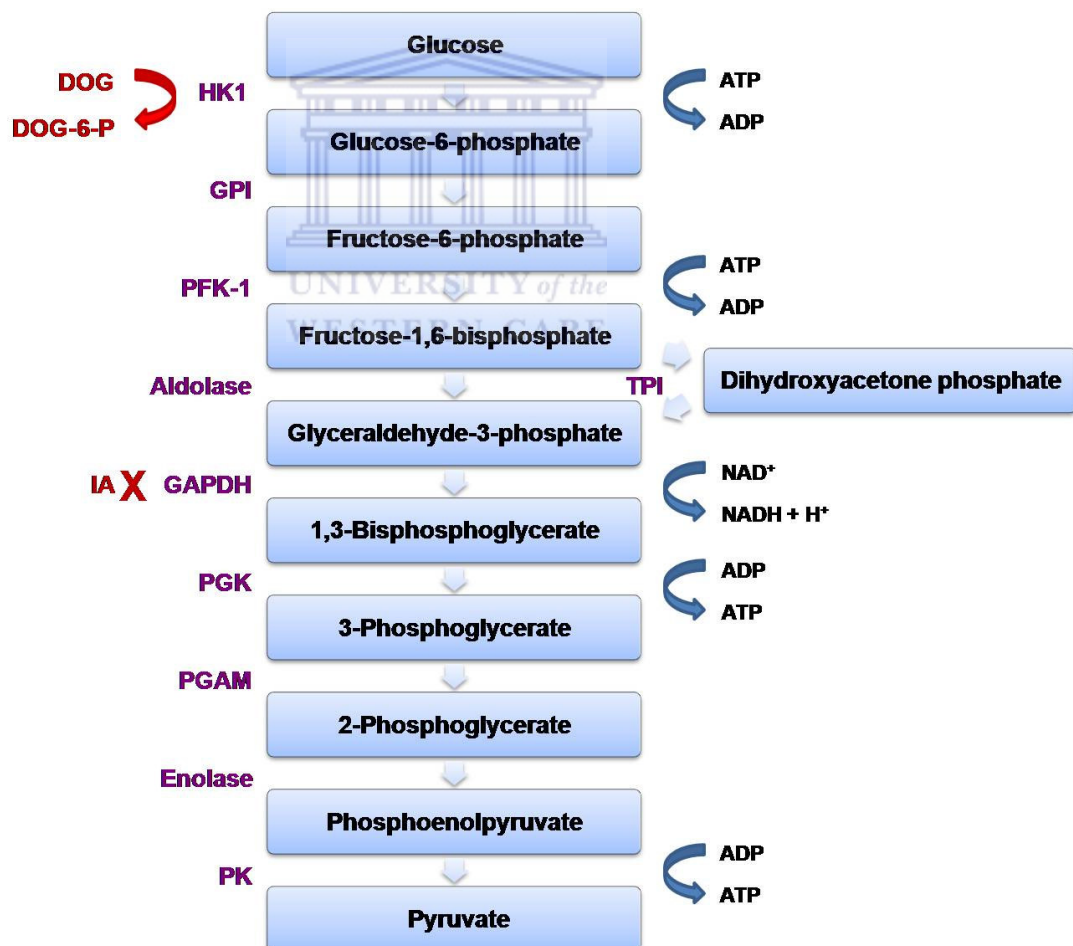 Glucose
DOG
DOG-6-P
HK1
ATP
ADP
Glucose-6-phosphate
GPI
Fructose-6-phosphate
PFK-1
ATP
ADP
UNIVERSITY of the
WESTERN CAPE
Fructose-1,6-bisphosphate
Aldolase
TPI
Dihydroxyacetone phosphate
Glyceraldehyde-3-phosphate
IA X GAPDH
NAD⁺
NADH + H⁺
1,3-Bisphosphoglycerate
PGK
ADP
ATP
3-Phosphoglycerate
PGAM
2-Phosphoglycerate
Enolase
Phosphoenolpyruvate
PK
ADP
ATP
Pyruvate